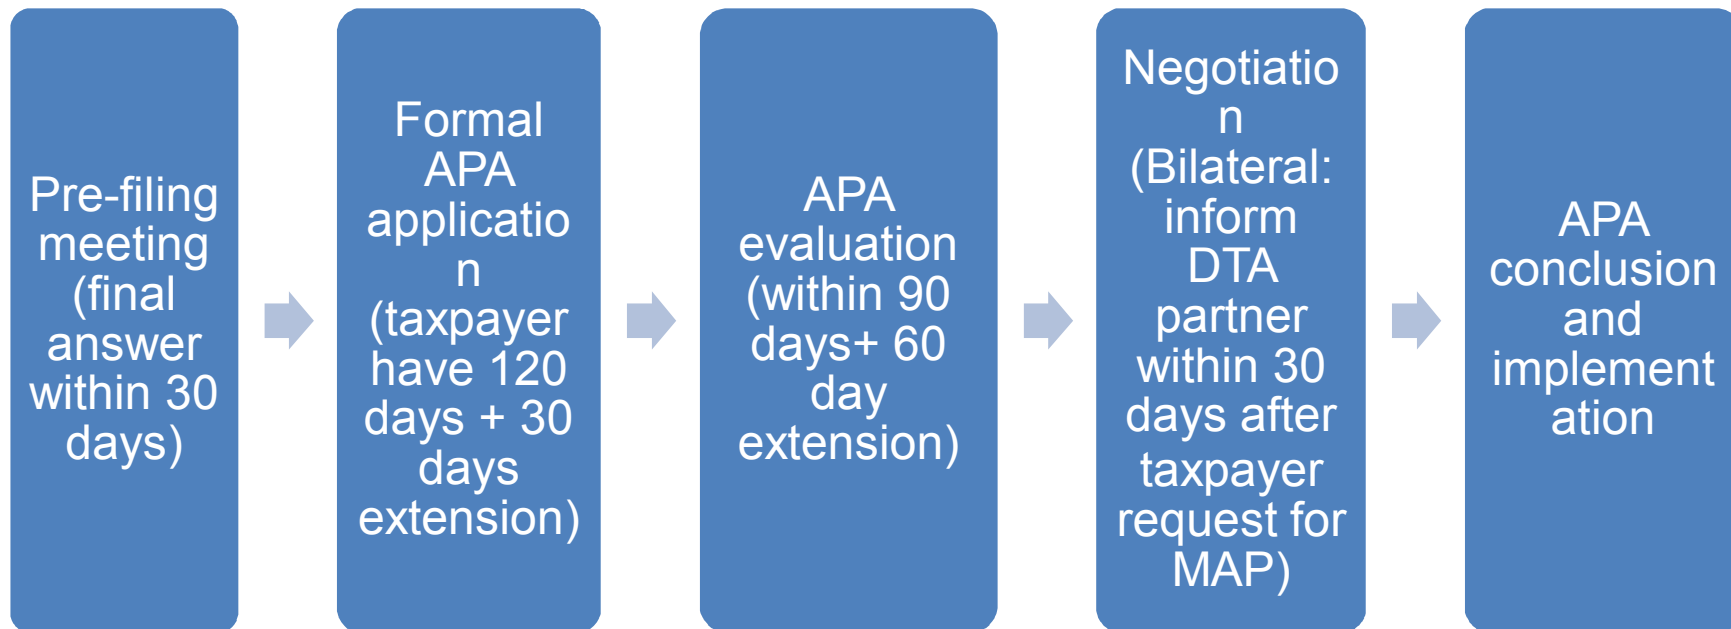 Pre-filing
meeting
(final
answer
within 30
days)
Formal
APA
applicatio
n
(taxpayer
have 120
days + 30
days
extension)
APA
evaluation
(within 90
days+ 60
day
extension)
Negotiatio
n
(Bilateral:
inform
DTA
partner
within 30
days after
taxpayer
request for
MAP)
APA
conclusion
and
implement
ation